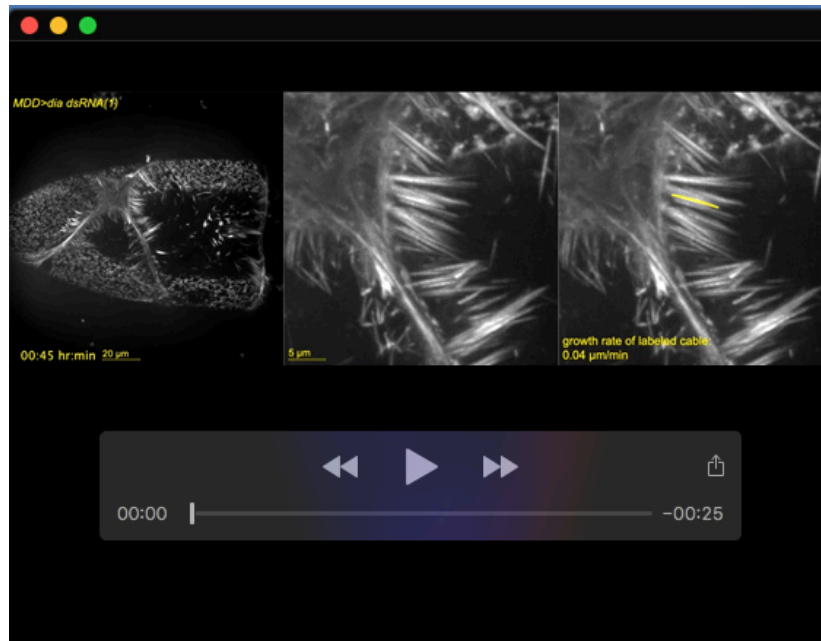 MDD>dia dsRNA(1)
00:45 hr:min 20 µm
5 µm
growth rate of labeled cable:
0.04 µm/min
00:00
−00:25